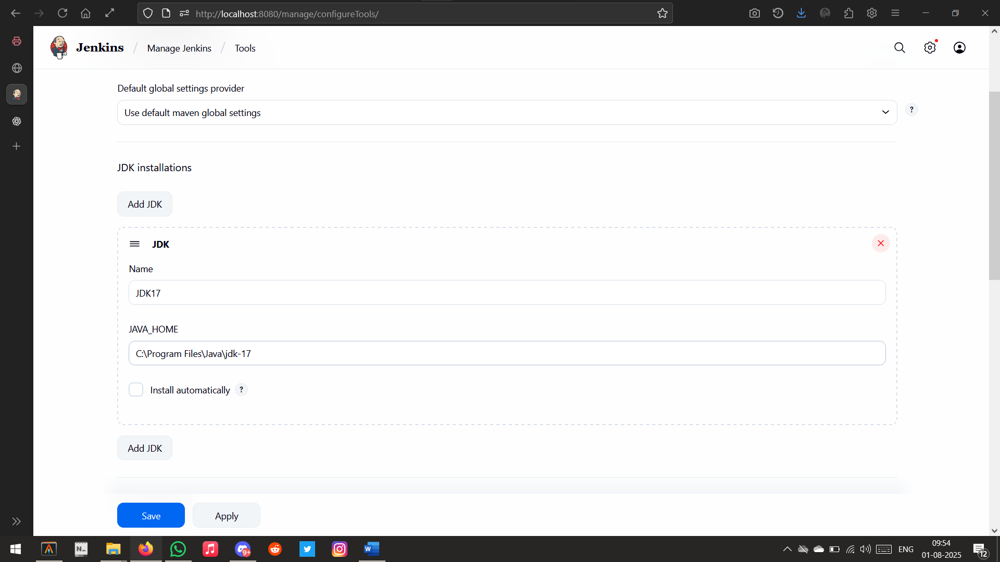 http://localhost:8080/manage/configureTools/
Jenkins / Manage Jenkins / Tools
Default global settings provider
Use default maven global settings
?
JDK installations
Add JDK
JDK
Name
JDK17
JAVA_HOME
C:\Program Files\Java\jdk-17
Install automatically ?
Add JDK
Save Apply
N_
9+
W
ENG
09:54
01-08-2025
12